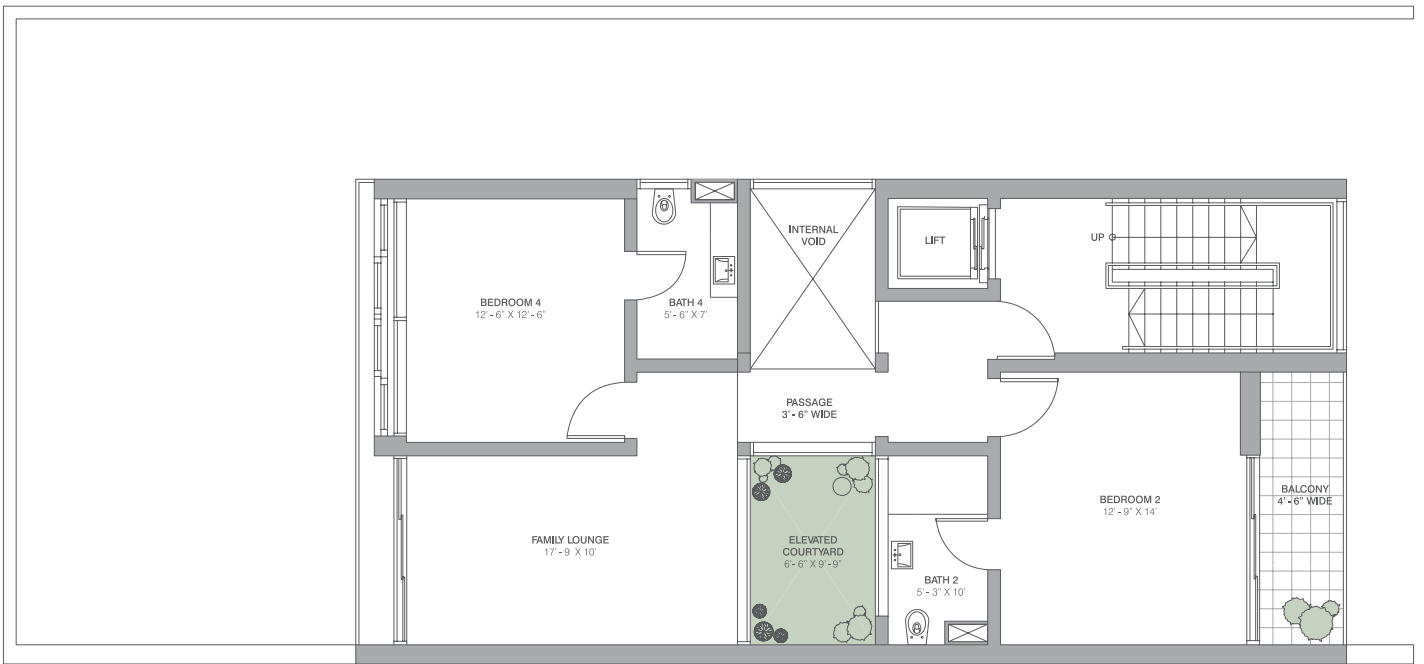 INTERNAL
VOID
LIFT
UP
BEDROOM 4
12' - 6" X 12' - 6"
BATH 4
5' - 6" X 7'
PASSAGE
3' - 6" WIDE
BEDROOM 2
12' - 9" X 14'
BALCONY
4' - 6" WIDE
FAMILY LOUNGE
17' - 9 X 10'
ELEVATED
COURTYARD
6'- 6" X 9' - 9"
BATH 2
5' - 3" X 10'